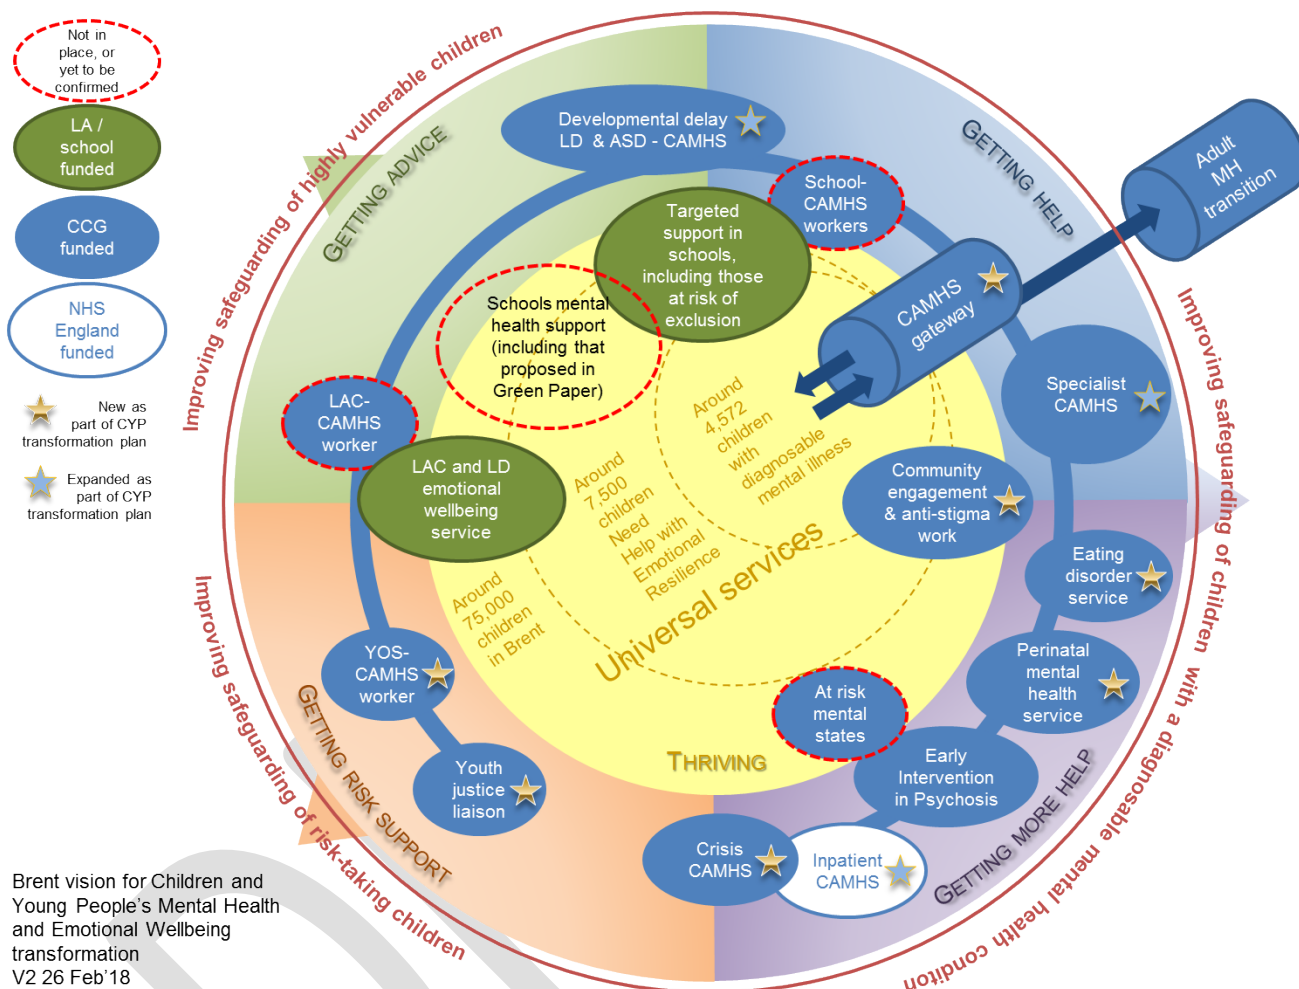 Not in
place, or
yet to be
confirmed
LA /
school
funded
CCG
funded
NHS
England
funded
New as
part of CYP
transformation plan
Expanded as
part of CYP
transformation plan
Improving safeguarding of highly vulnerable children
GETTING ADVICE
Developmental delay
LD & ASD - CAMHS
GETTING HELP
Adult
MH
transition
School-
CAMHS
workers
Targeted
support in
schools,
including those
at risk of
exclusion
CAMHS
gateway
Schools mental
health support
(including that
proposed in
Green Paper)
Improving safeguarding of children with a diagnosable mental health conditon
Specialist
CAMHS
LAC-
CAMHS
worker
LAC and LD
emotional
wellbeing
service
Around
4,572
children
with
diagnosable
mental illness
Around
7,500
children
Need
Help with
Emotional
Resilience
Around
75,000
children
in Brent
Universal services
Community
engagement
& anti-stigma
work
Eating
disorder
service
Perinatal
mental
health
service
YOS-
CAMHS
worker
At risk
mental
states
THRIVING
Early
Intervention
in Psychosis
Youth
justice
liaison
Crisis
CAMHS
Inpatient
CAMHS
GETTING RISK SUPPORT
GETTING MORE HELP
Improving safeguarding of risk-taking children
Brent vision for Children and
Young People's Mental Health
and Emotional Wellbeing
transformation
V2 26 Feb'18